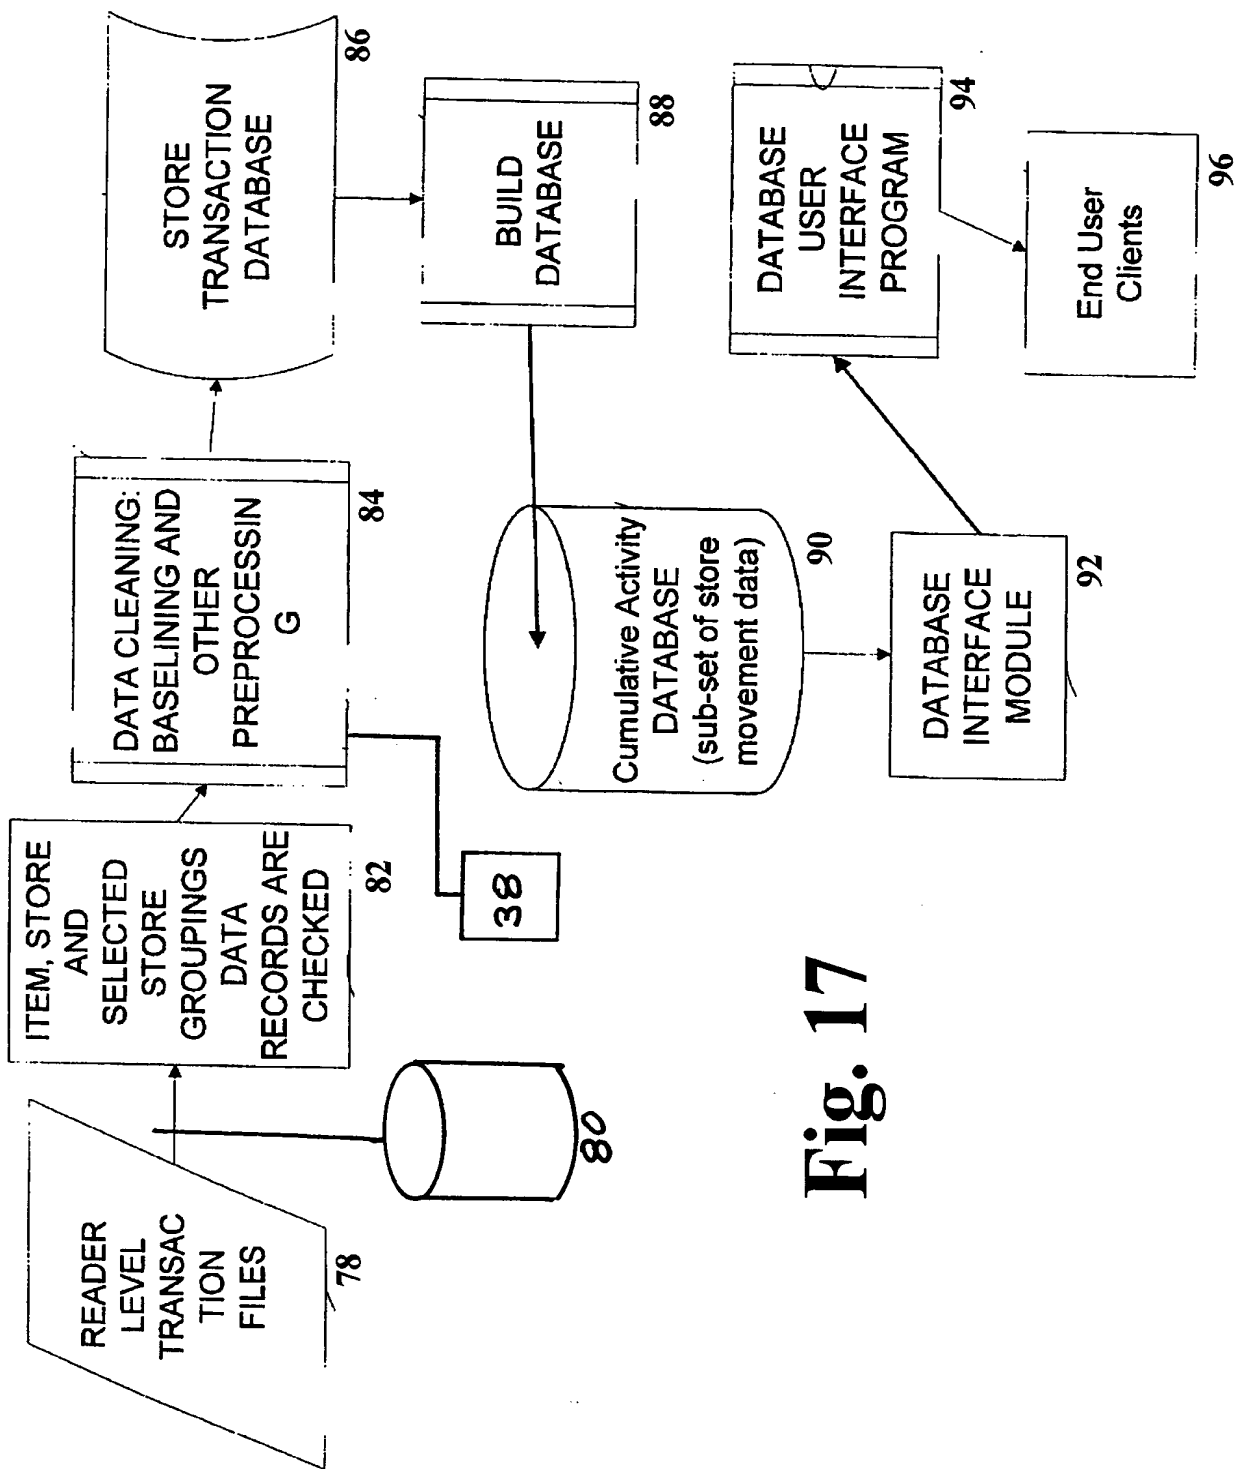 READER
LEVEL
TRANSAC
TION
FILES
78
80
ITEM, STORE
AND
SELECTED
STORE
GROUPINGS
DATA
RECORDS ARE
CHECKED
82
38
DATA CLEANING:
BASELINING AND
OTHER
PREPROCESSIN
G
84
STORE
TRANSACTION
DATABASE
86
BUILD
DATABASE
88
Cumulative Activity
DATABASE
(sub-set of store
movement data)
90
DATABASE
INTERFACE
MODULE
92
DATABASE
USER
INTERFACE
PROGRAM
94
End User
Clients
96
Fig. 17